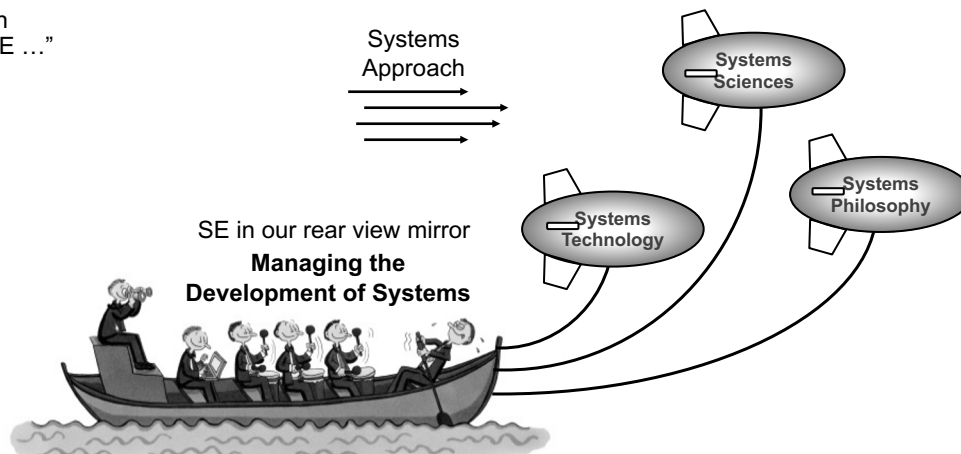 n
E …”
Systems
Approach
Systems
Sciences
Systems
Philosophy
Systems
Technology
SE in our rear view mirror
Managing the
Development of Systems